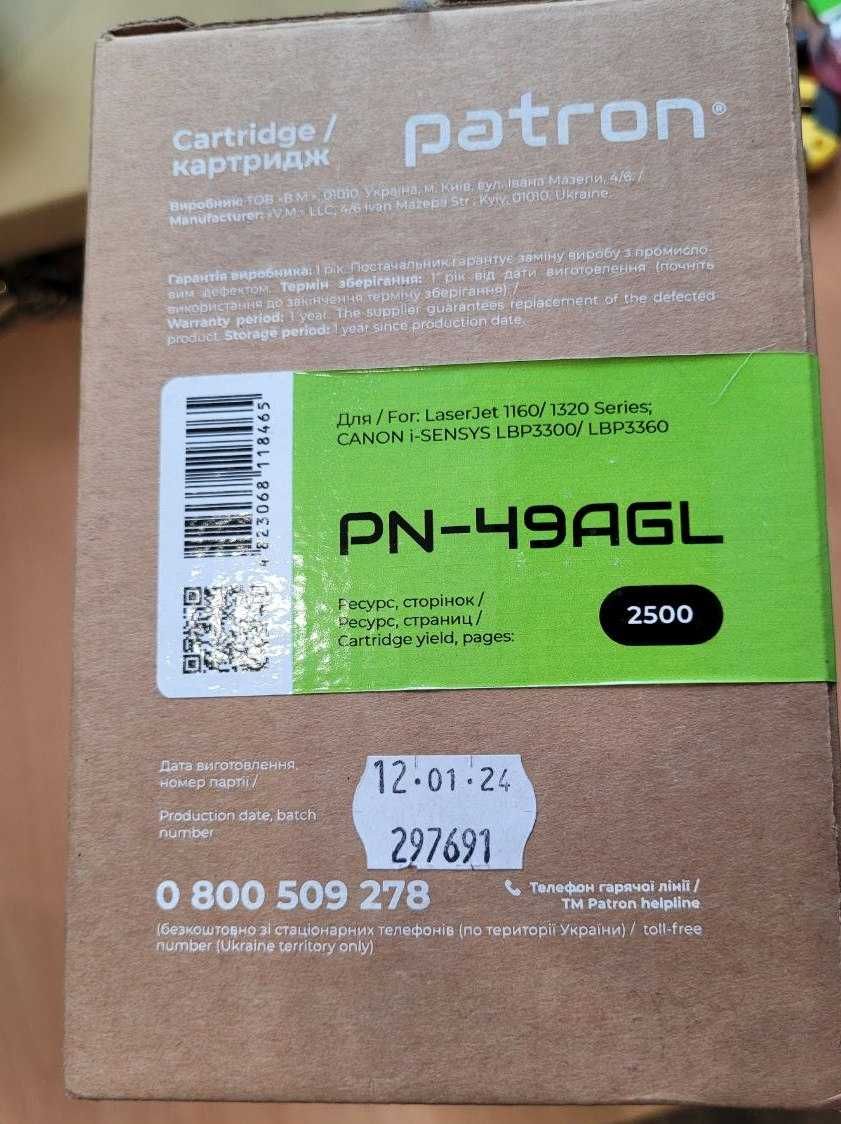 Cartridge /
картридж
patron®
Виробник: ТОВ «В.М.», 01010, Україна, м. Київ, вул. Івана Мазепи, 4/6. /
Manufacturer: «V.M.» LLC, 4/6 Ivan Mazepa Str., Kyiv, 01010, Ukraine.
Гарантія виробника: 1 рік. Постачальник гарантує заміну виробу з промисло-
вим дефектом. Термін зберігання: 1 рік від дати виготовлення (почніть
використання до закінчення терміну зберігання) /
Warranty period: 1 year. The supplier guarantees replacement of the defected
product. Storage period: 1 year since production date.
4 823068 118465
Для / For: LaserJet 1160/ 1320 Series;
CANON i-SENSYS LBP3300/ LBP3360
PN-49AGL
Ресурс, сторінок /
Ресурс, страниц /
Cartridge yield, pages:
2500
Дата виготовлення,
номер партії /
Production date, batch
number
12·01·24
297691
0 800 509 278
Телефон гарячої лінії /
TM Patron helpline
(безкоштовно зі стаціонарних телефонів (по території України) / toll-free
number (Ukraine territory only)